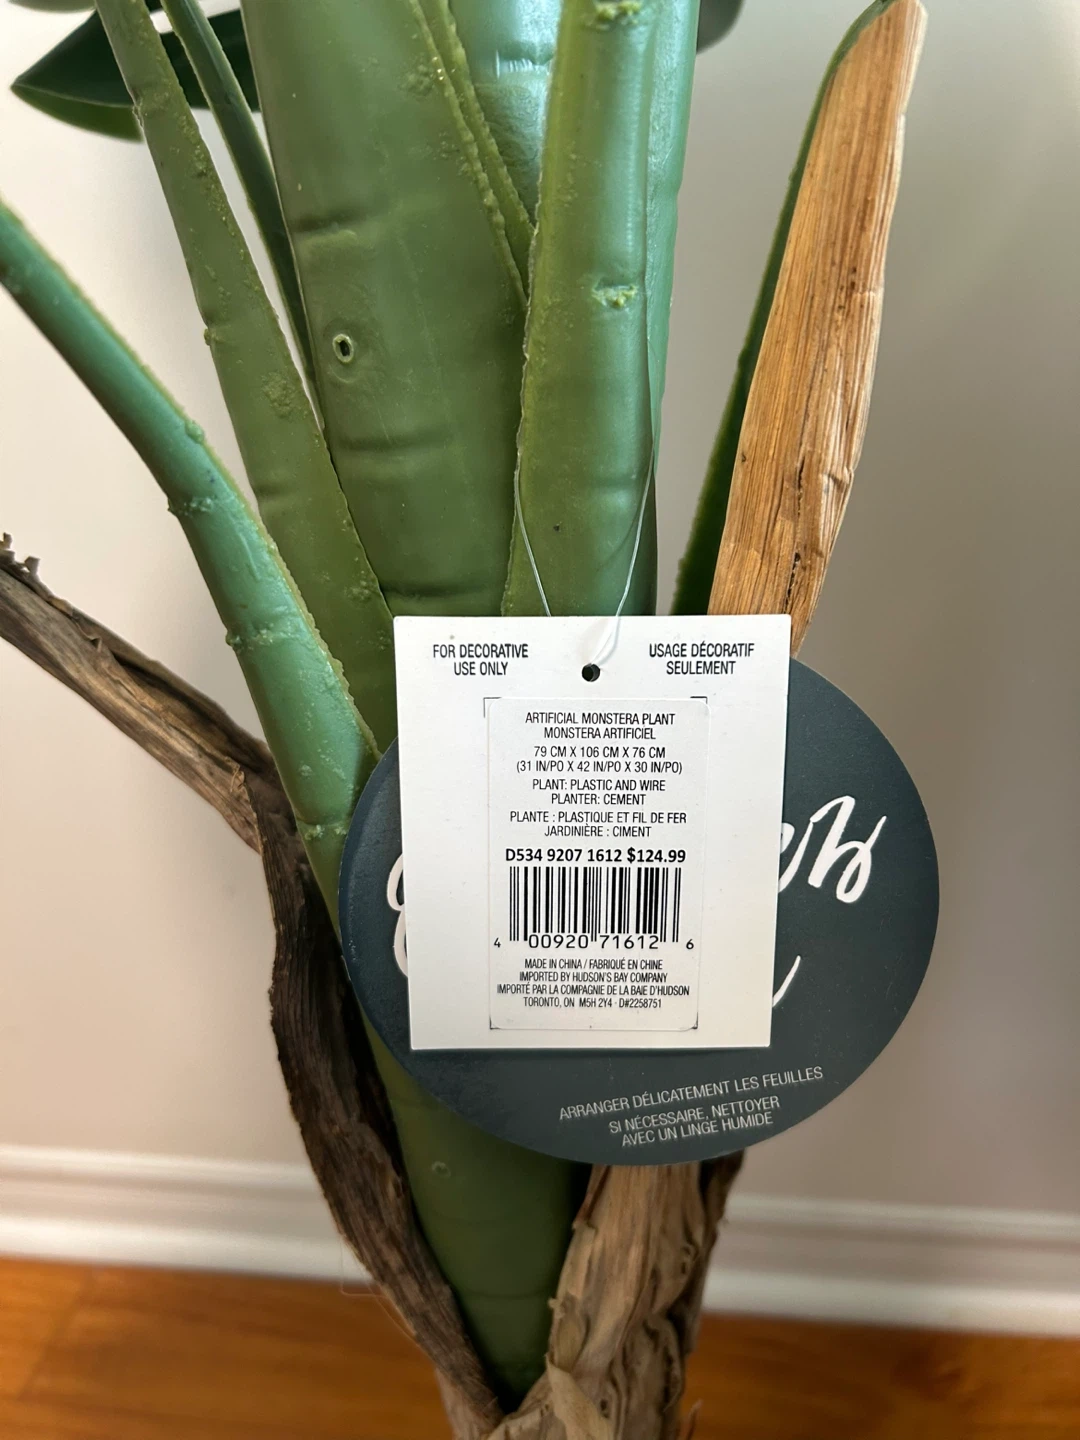 FOR DECORATIVE
USE ONLY
USAGE DÉCORATIF
SEULEMENT
ARTIFICIAL MONSTERA PLANT
MONSTERA ARTIFICIEL
79 CM X 106 CM X 76 CM
(31 IN/PO X 42 IN/PO X 30 IN/PO)
PLANT: PLASTIC AND WIRE
PLANTER: CEMENT
PLANTE : PLASTIQUE ET FIL DE FER
JARDINIÈRE : CIMENT
D534 9207 1612 $124.99
4 00920 71612 6
MADE IN CHINA / FABRIQUÉ EN CHINE
IMPORTED BY HUDSON'S BAY COMPANY
IMPORTÉ PAR LA COMPAGNIE DE LA BAIE D'HUDSON
TORONTO, ON M5H 2Y4 · D#2258751
ARRANGER DÉLICATEMENT LES FEUILLES
SI NÉCESSAIRE, NETTOYER
AVEC UN LINGE HUMIDE